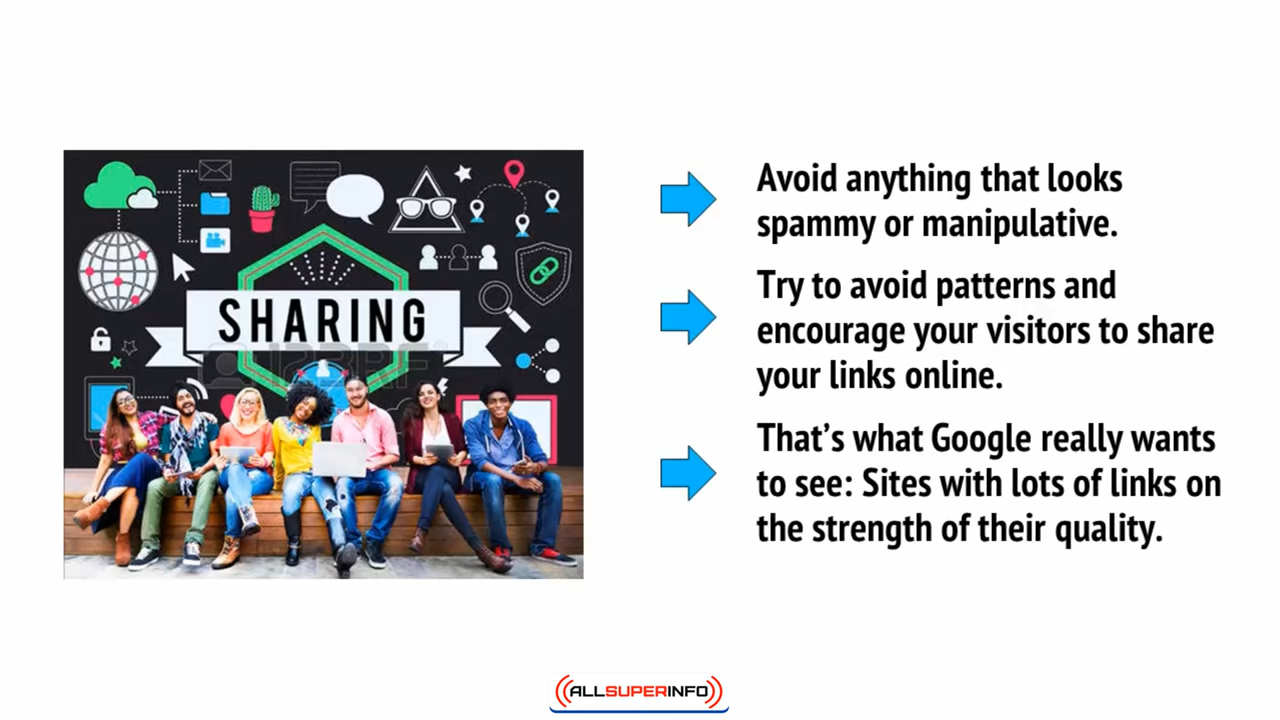 SHARING
123RF
Avoid anything that looks
spammy or manipulative.
Try to avoid patterns and
encourage your visitors to share
your links online.
That's what Google really wants
to see: Sites with lots of links on
the strength of their quality.
ALLSUPERINFO